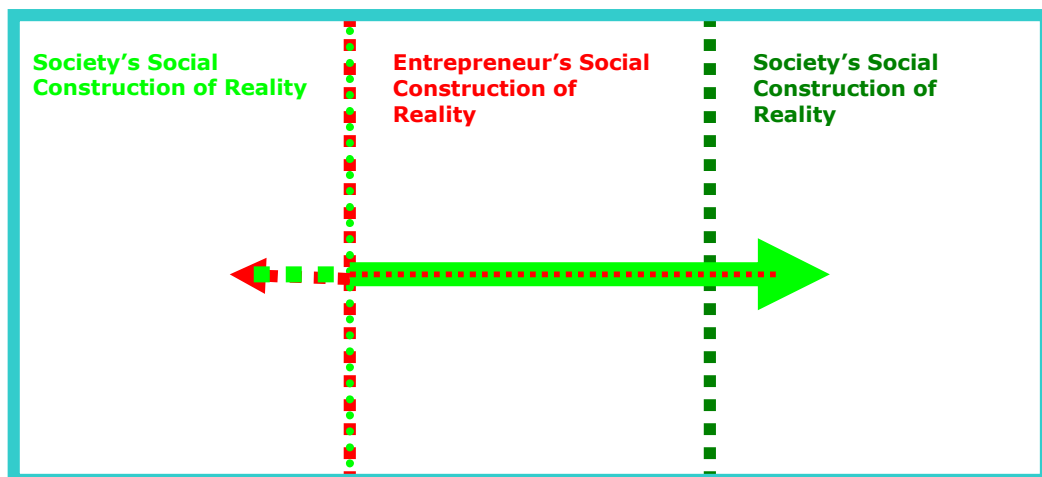 Society’s Social
Construction of Reality
Entrepreneur’s Social
Construction of
Reality
Society’s Social
Construction of
Reality